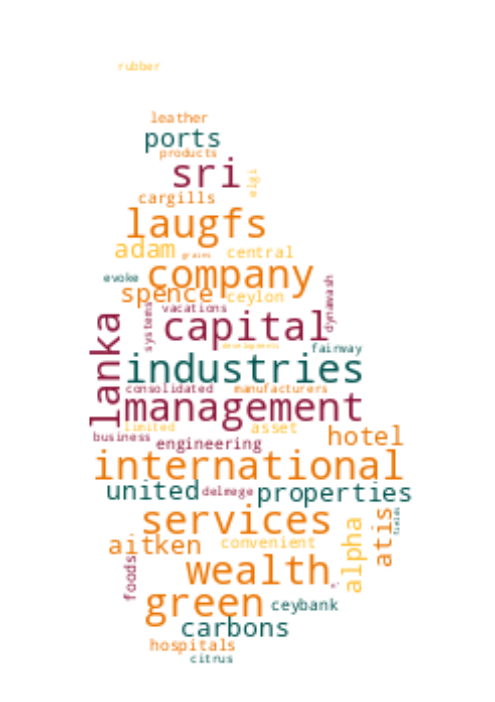 rubber
leather
ports
products
sri
elgi
cargills
laugfs
adam
grains
central
evoke
company
spence
ceylon
dynawash
vacations
systems
capital
developments
fairway
lanka
industries
consolidated
manufacturers
management
limited
asset
business
engineering
hotel
international
united
delmege
properties
services
atis
fields
aitken
convenient
alpha
foods
wealth
green
ceybank
carbons
hospitals
citrus